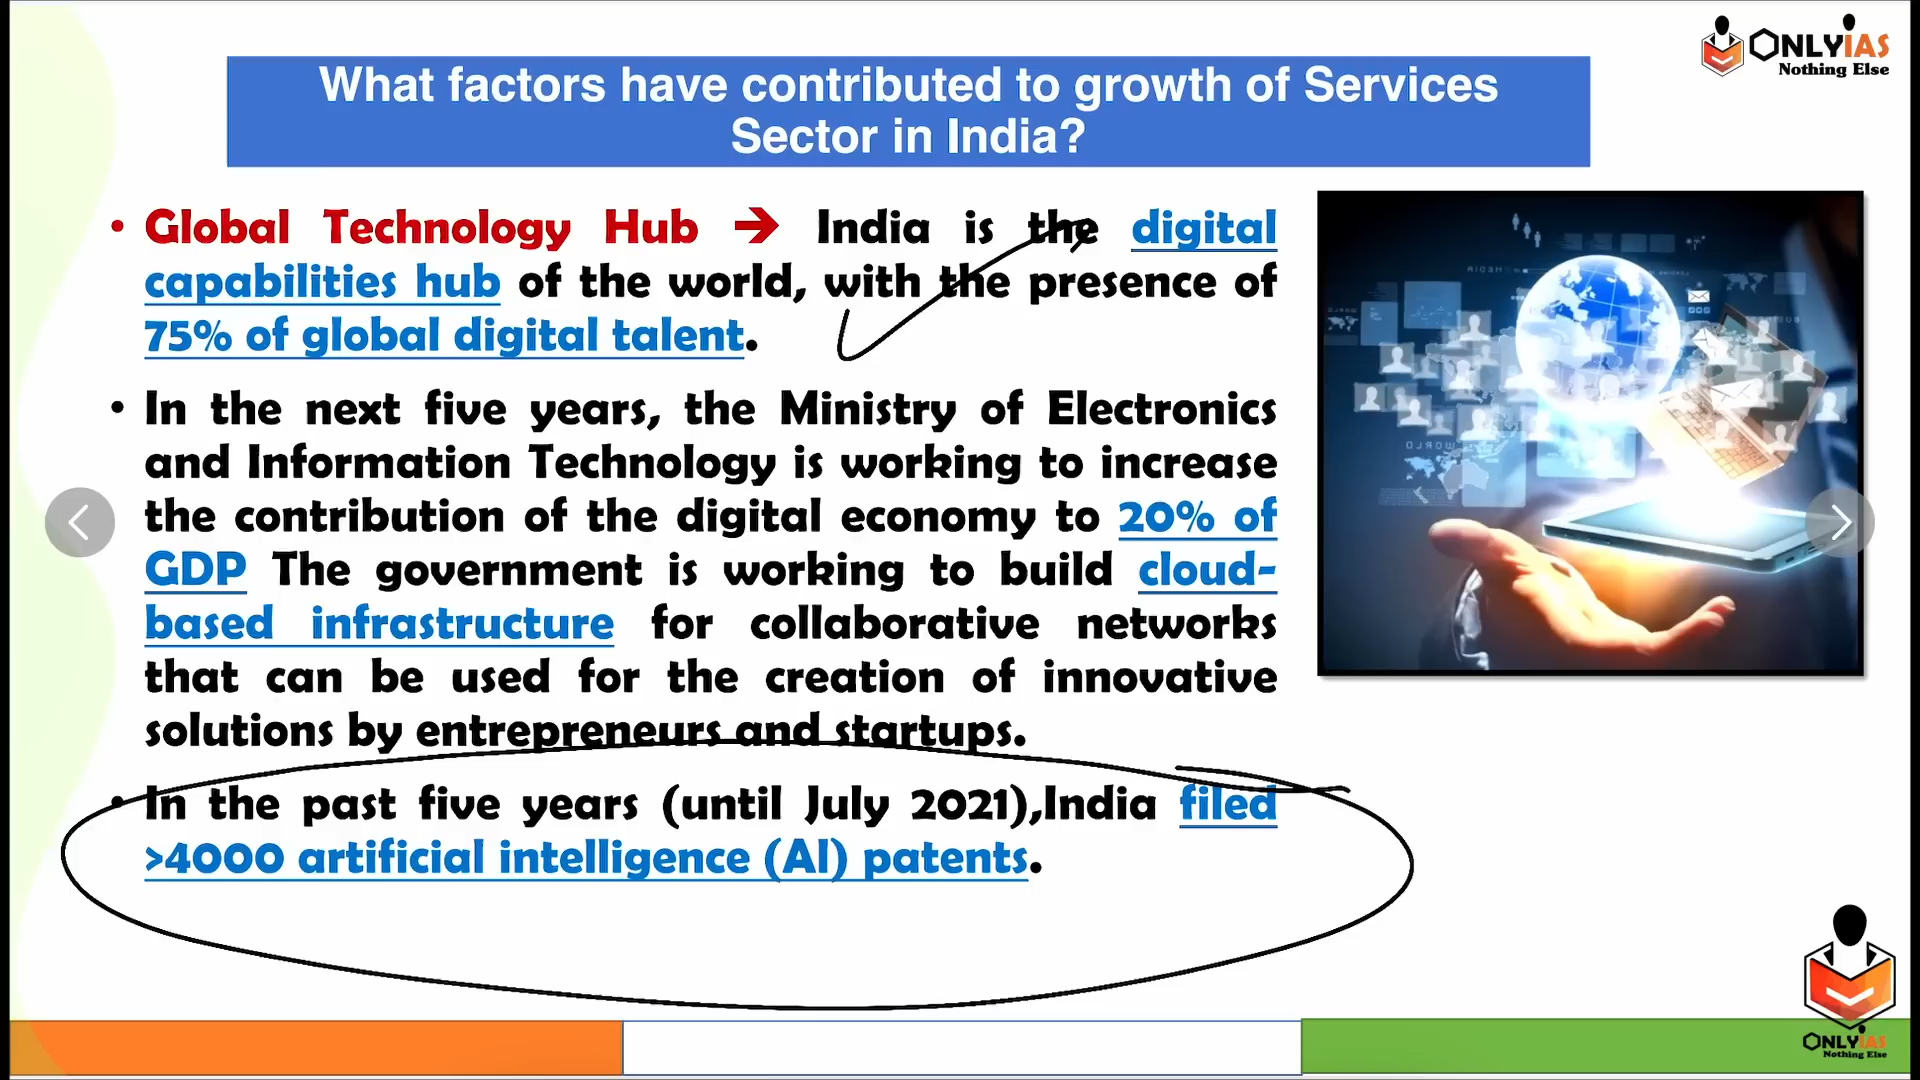 ONLYIAS
Nothing Else
What factors have contributed to growth of Services
Sector in India?
• Global Technology Hub ➔ India is the digital
capabilities hub of the world, with the presence of
75% of global digital talent.
• In the next five years, the Ministry of Electronics
and Information Technology is working to increase
the contribution of the digital economy to 20% of
GDP The government is working to build cloud-
based infrastructure for collaborative networks
that can be used for the creation of innovative
solutions by entrepreneurs and startups.
• In the past five years (until July 2021),India filed
>4000 artificial intelligence (AI) patents.
ONLYIAS
Nothing Else